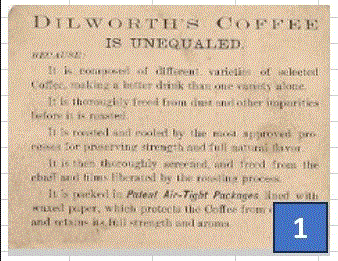 DILWORTH'S COFFEE
IS UNEQUALED.
BECAUSE:
It is composed of different varieties of selected
Coffee, making a better drink than one variety alone.
It is thoroughly freed from dust and other impurities
before it is roasted.
It is roasted and cooled by the most approved pro-
cesses for preserving strength and full natural flavor.
It is then thoroughly screened, and freed from the
chaff and films liberated by the roasting process.
It is packed in Patent Air-Tight Packages lined with
waxed paper, which protects the Coffee from
and retains its full strength and aroma.
1